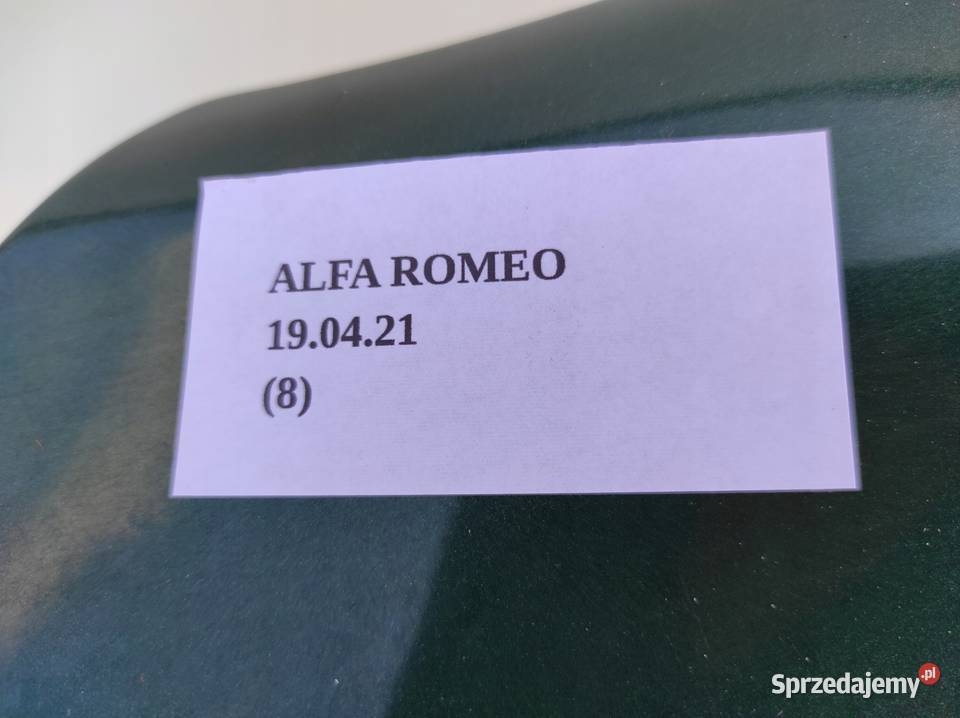 ALFA ROMEO
19.04.21
(8)
Sprzedajemy.pl